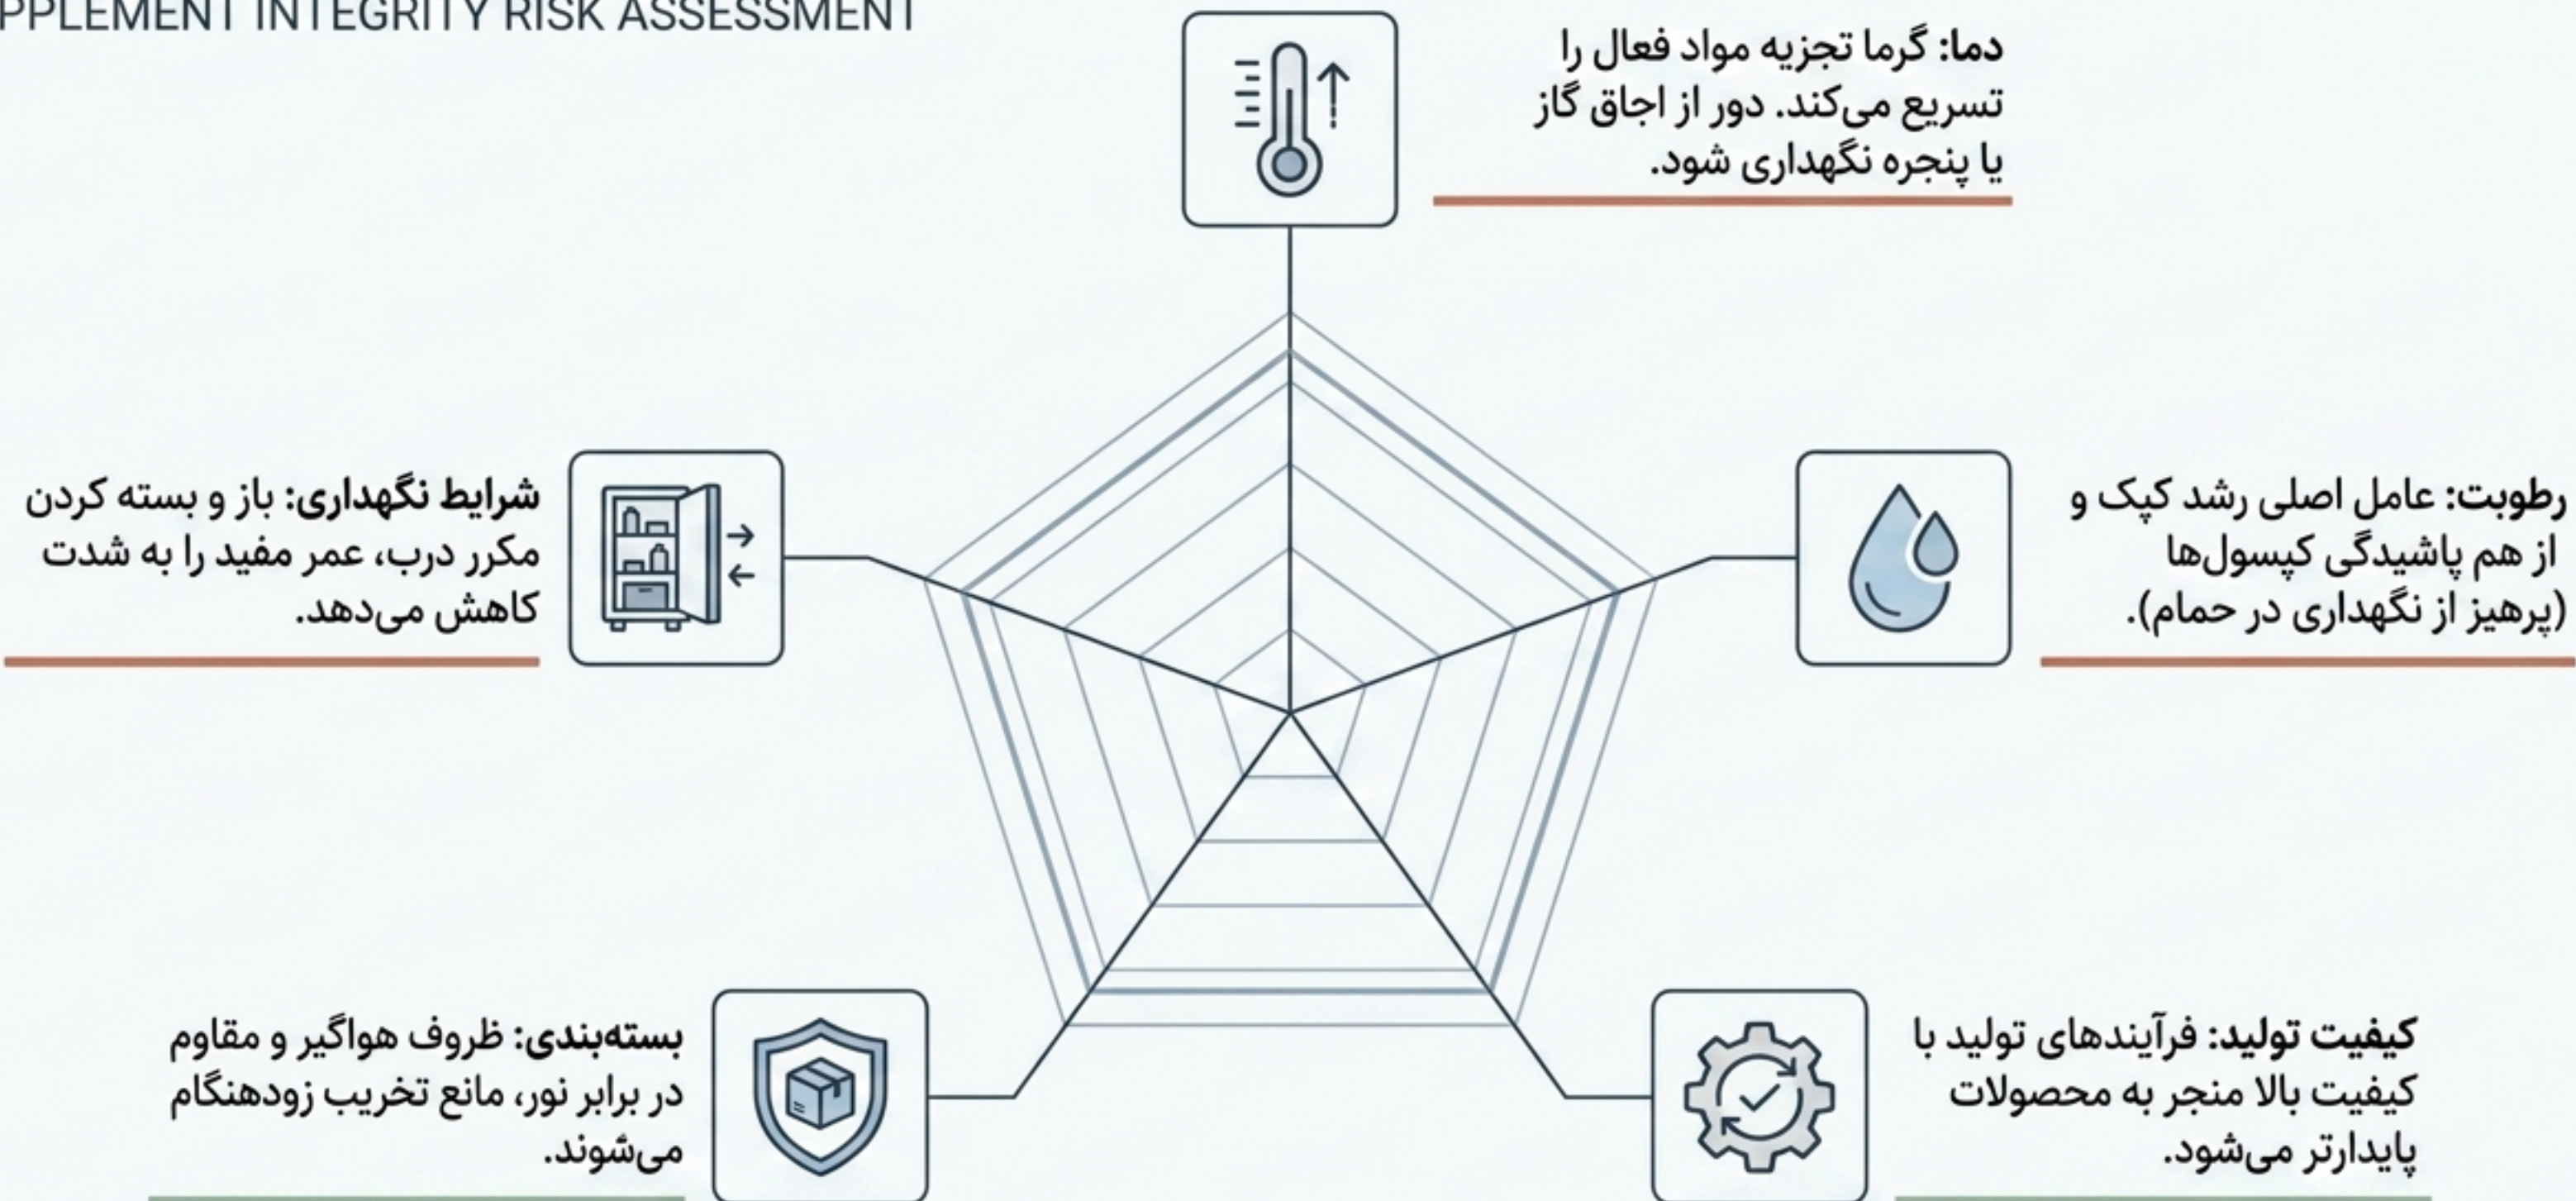 PPLEMENT INTEGRITY RISK ASSESSMENT
دما: گرما تجزیه مواد فعال را
تسریع می‌کند. دور از اجاق گاز
یا پنجره نگهداری شود.
رطوبت: عامل اصلی رشد کپک و
از هم پاشیدگی کپسول‌ها
(پرهیز از نگهداری در حمام).
شرایط نگهداری: باز و بسته کردن
مکرر درب، عمر مفید را به شدت
کاهش می‌دهد.
کیفیت تولید: فرآیندهای تولید با
کیفیت بالا منجر به محصولات
پایدارتر می‌شود.
بسته‌بندی: ظروف هواگیر و مقاوم
در برابر نور، مانع تخریب زودهنگام
می‌شوند.